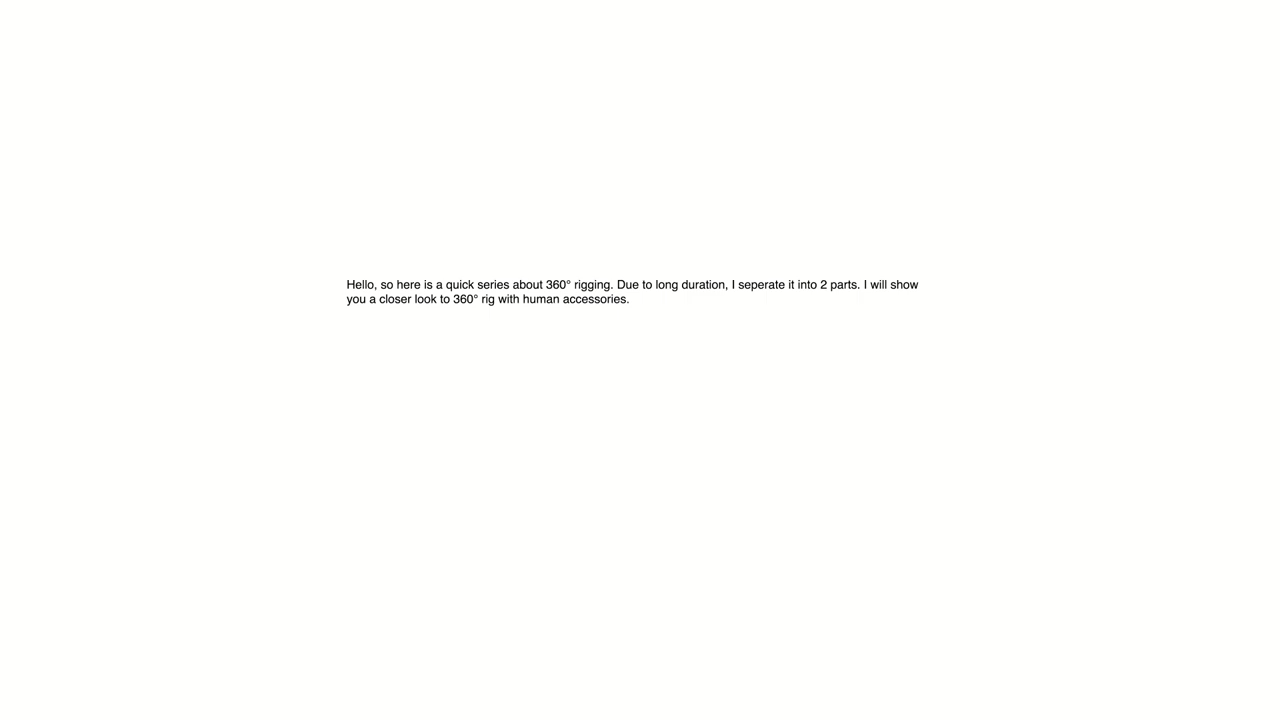 Hello, so here is a quick series about 360° rigging. Due to long duration, I seperate it into 2 parts. I will show
you a closer look to 360° rig with human accessories.